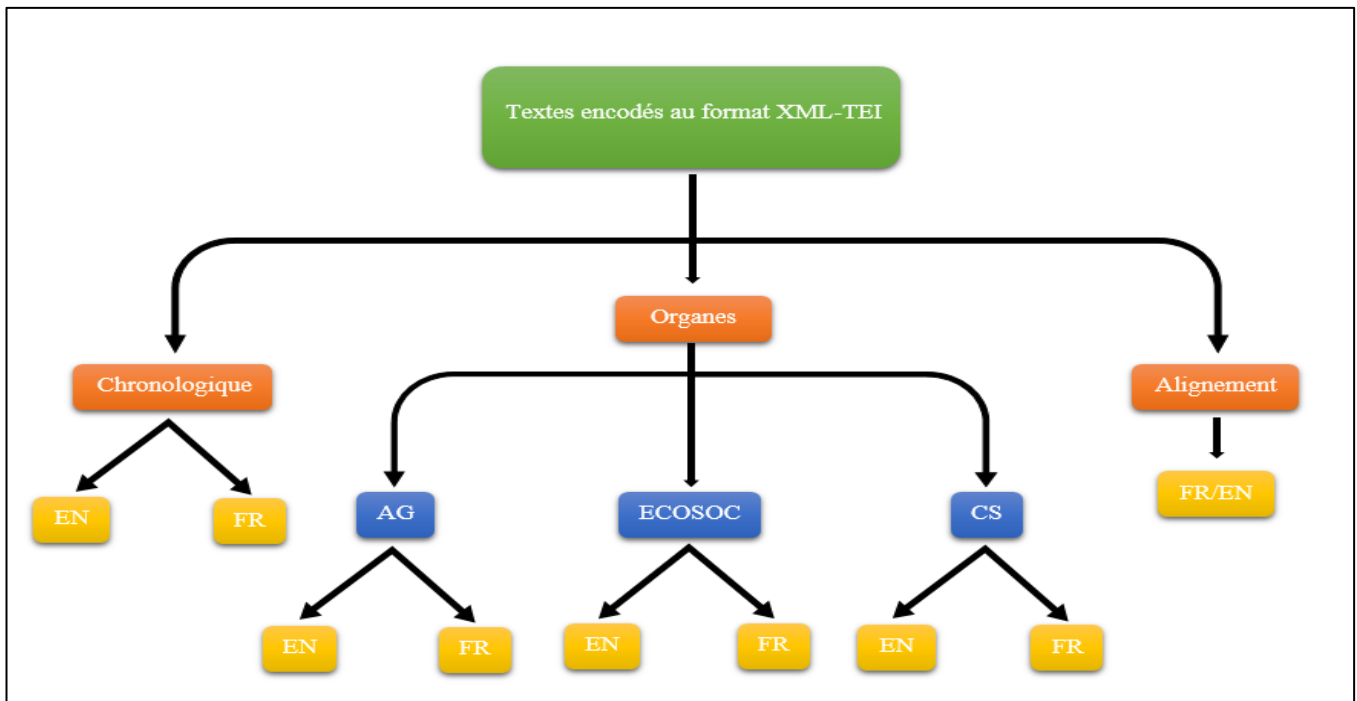 Textes encodés au format XML-TEI
Organes
Chronologique
Alignement
EN
FR
AG
ECOSOC
CS
FR/EN
EN
FR
EN
FR
EN
FR